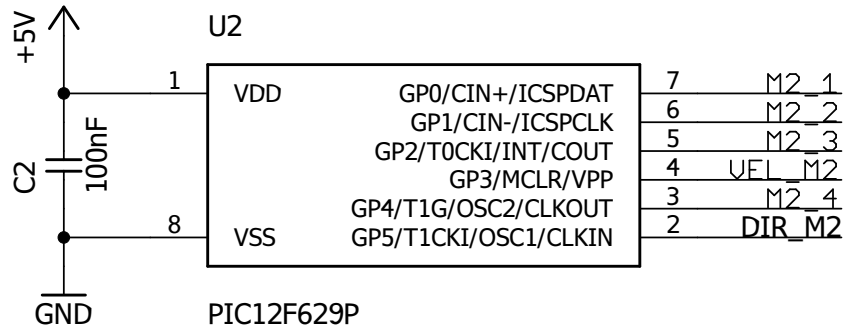 +5V
U2
1
VDD
GP0/CIN+/ICSPDAT
7
M2_1
GP1/CIN-/ICSPCLK
6
M2_2
GP2/T0CKI/INT/COUT
5
M2_3
GP3/MCLR/VPP
4
VEL_M2
GP4/T1G/OSC2/CLKOUT
3
M2_4
8
VSS
GP5/T1CKI/OSC1/CLKIN
2
DIR_M2
C2
100nF
GND
PIC12F629P